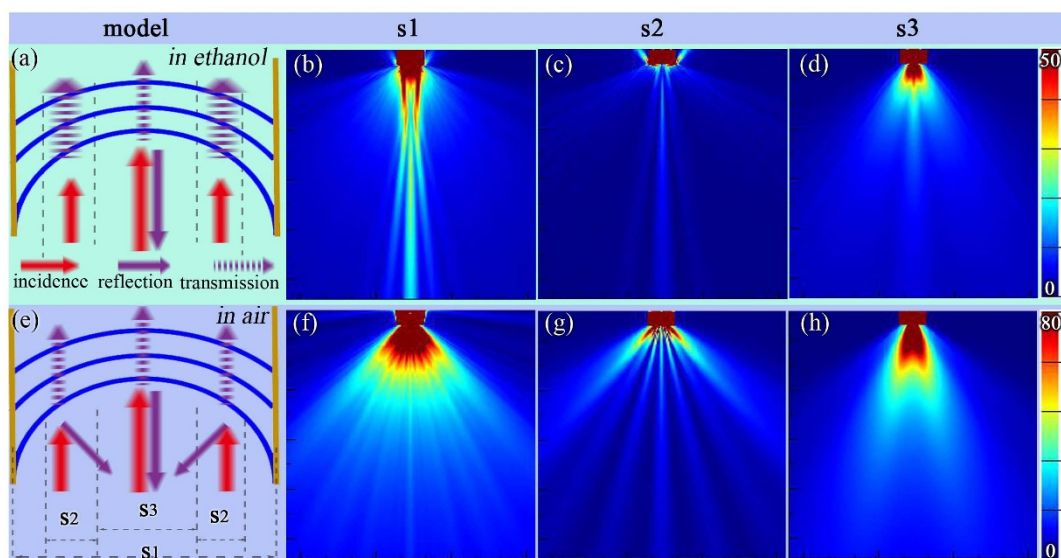 model s1 s2 s3
(a) in ethanol (b) (c) (d) 50
incidence reflection transmission 0
(e) in air (f) (g) (h) 80
s2 s3 s2
s1 0